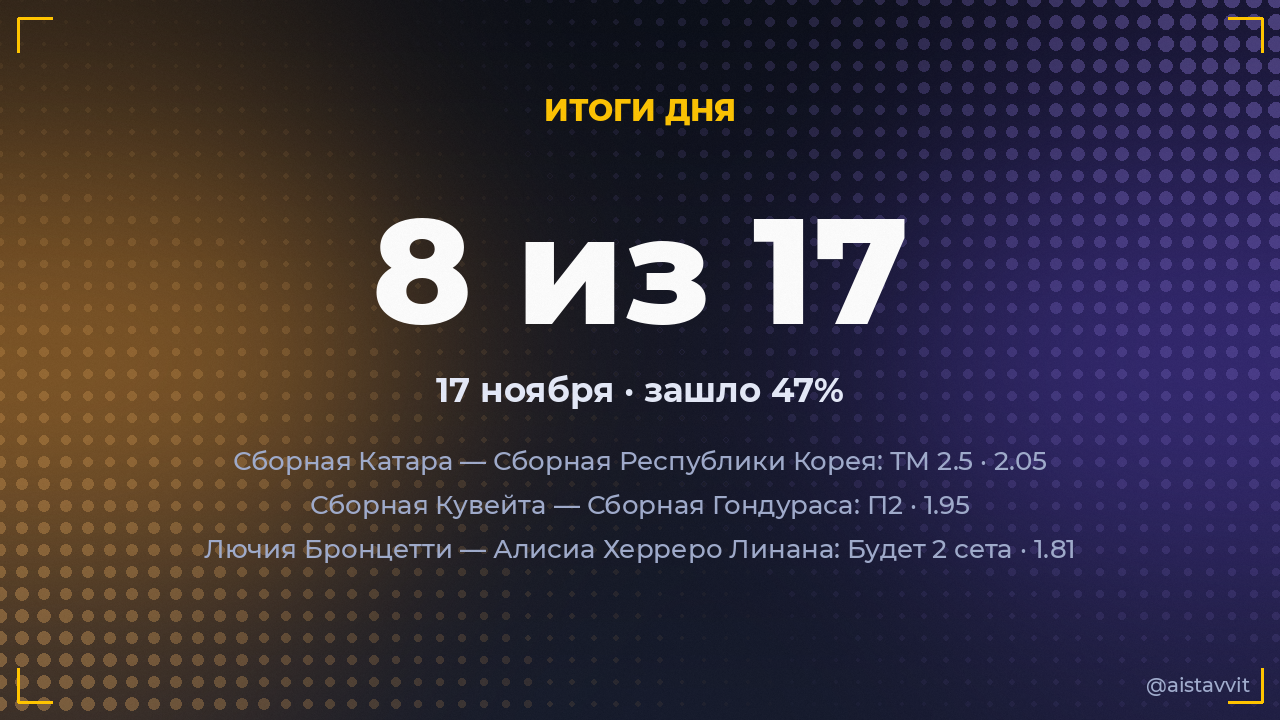 ИТОГИ ДНЯ
8 из 17
17 ноября · зашло 47%
Сборная Катара — Сборная Республики Корея: ТМ 2.5 · 2.05
Сборная Кувейта — Сборная Гондураса: П2 · 1.95
Лючия Бронцетти — Алисиа Херреро Линана: Будет 2 сета · 1.81
@aistavvit